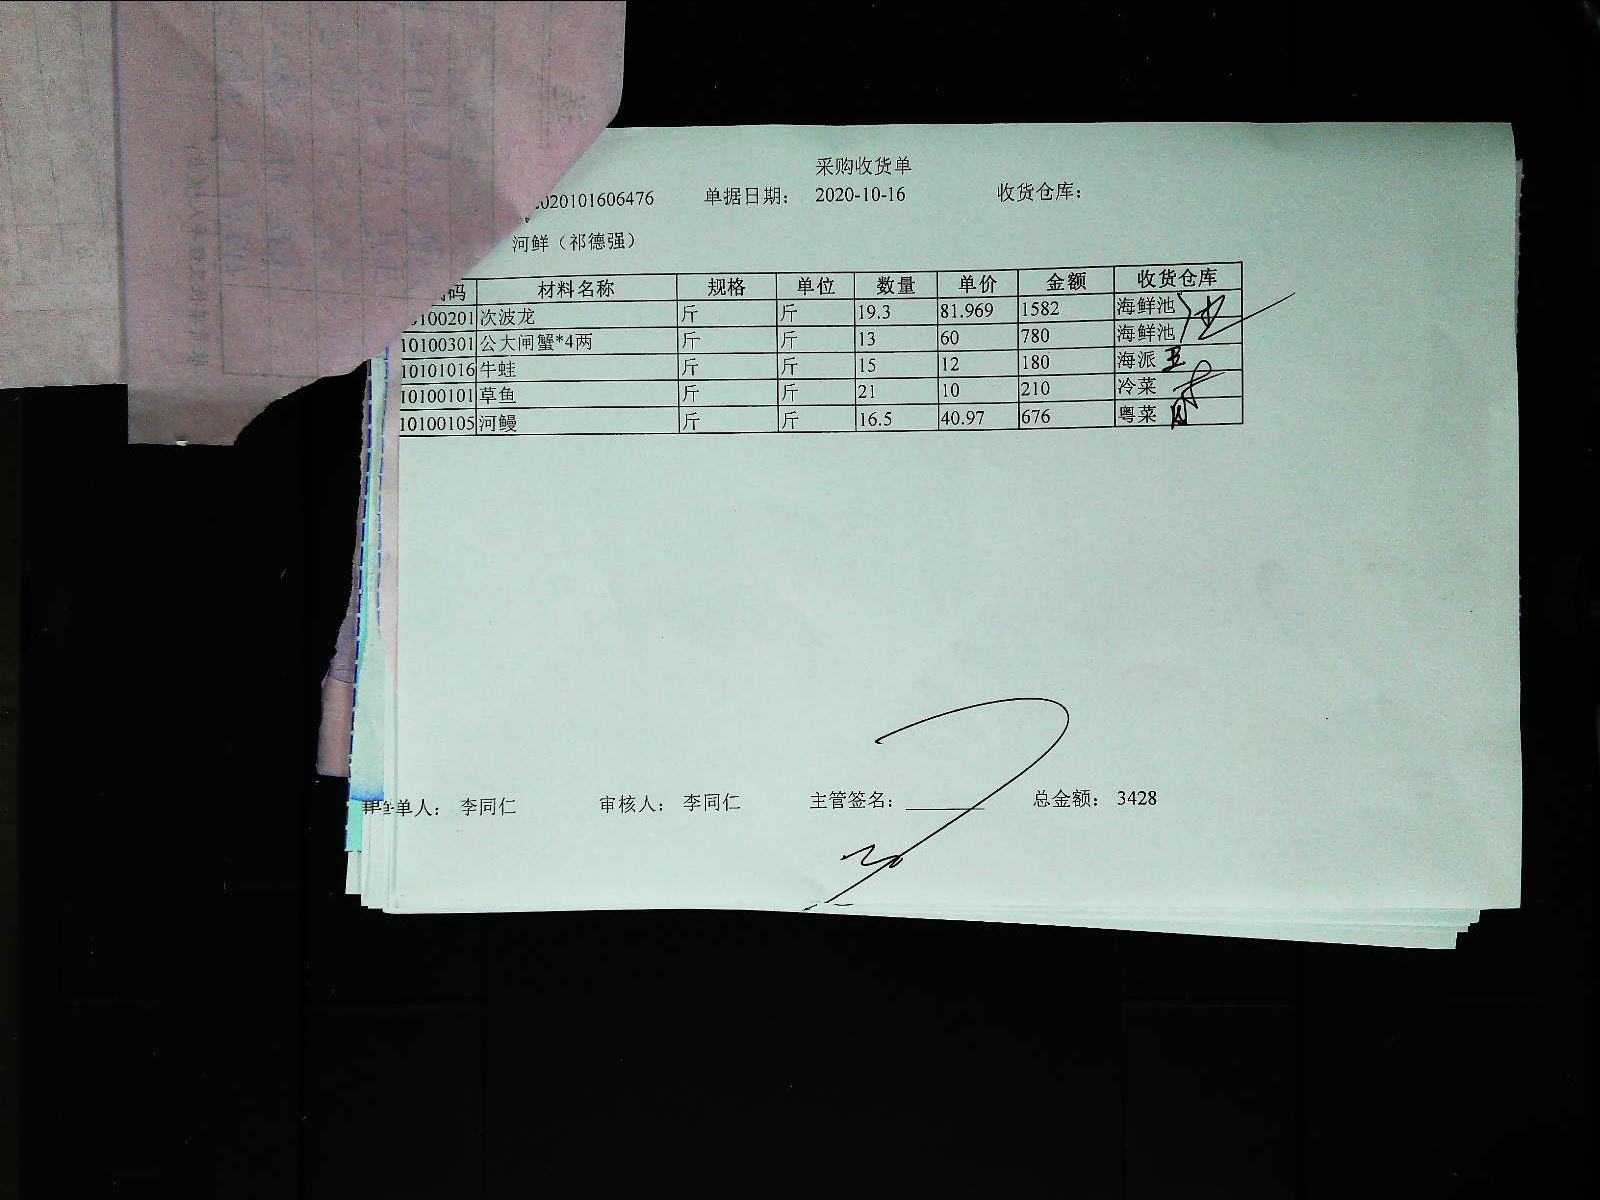 采购收货单
020101606476 单据日期： 2020-10-16 收货仓库：
河鲜（祁德强）
码 材料名称 规格 单位 数量 单价 金额 收货仓库
100201 次波龙 斤 斤 19.3 81.969 1582 海鲜池
10100301 公大闸蟹*4两 斤 斤 13 60 780 海鲜池
10101016 牛蛙 斤 斤 15 12 180 海派
10100101 草鱼 斤 斤 21 10 210 冷菜
10100105 河鳗 斤 斤 16.5 40.97 676 粤菜
单人： 李同仁 审核人： 李同仁 主管签名： 总金额： 3428